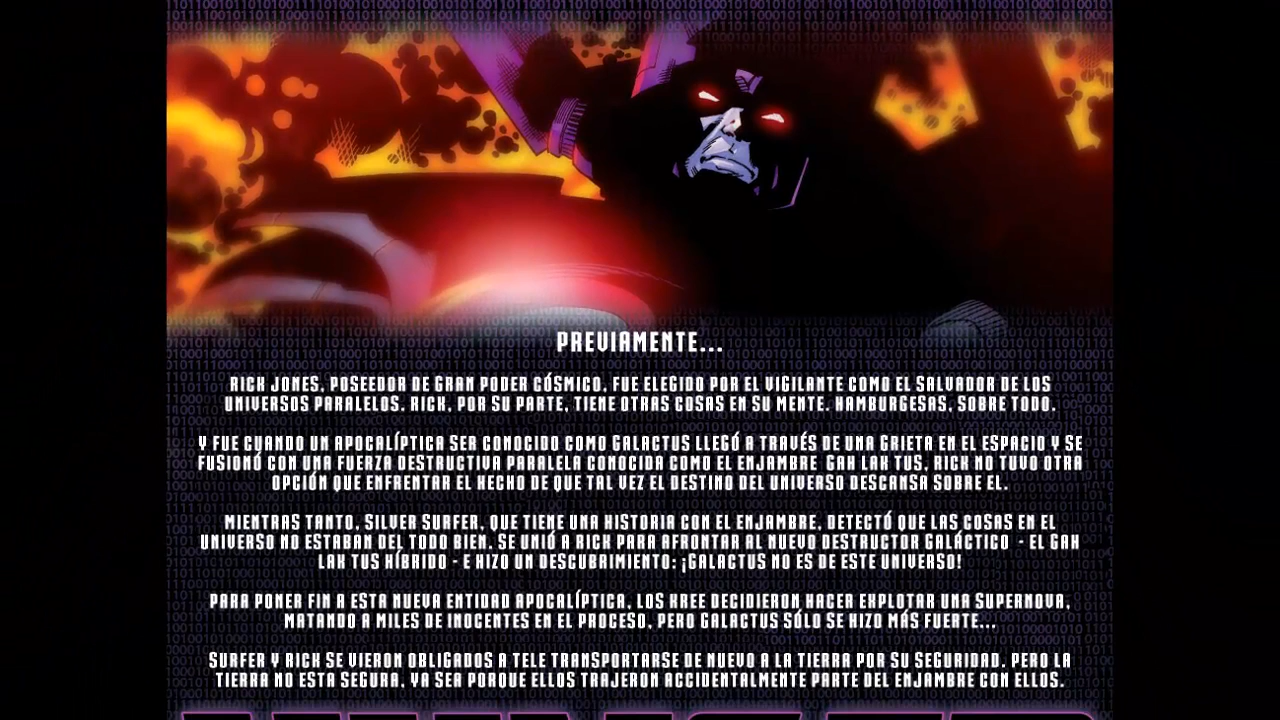 PREVIAMENTE...
RICK JONES, POSEEDOR DE GRAN PODER CÓSMICO, FUE ELEGIDO POR EL VIGILANTE COMO EL SALVADOR DE LOS
UNIVERSOS PARALELOS. RICK, POR SU PARTE, TIENE OTRAS COSAS EN SU MENTE. HAMBURGESAS, SOBRE TODO.
Y FUE CUANDO UN APOCALÍPTICA SER CONOCIDO COMO GALACTUS LLEGÓ A TRAVÉS DE UNA GRIETA EN EL ESPACIO Y SE
FUSIONÓ CON UNA FUERZA DESTRUCTIVA PARALELA CONOCIDA COMO EL ENJAMBRE GAH LAK TUS, RICK NO TUVO OTRA
OPCIÓN QUE ENFRENTAR EL HECHO DE QUE TAL VEZ EL DESTINO DEL UNIVERSO DESCANSA SOBRE EL.
MIENTRAS TANTO, SILVER SURFER, QUE TIENE UNA HISTORIA CON EL ENJAMBRE, DETECTÓ QUE LAS COSAS EN EL
UNIVERSO NO ESTABAN DEL TODO BIEN. SE UNIÓ A RICK PARA AFRONTAR AL NUEVO DESTRUCTOR GALÁCTICO - EL GAH
LAK TUS HÍBRIDO - E HIZO UN DESCUBRAIMIENTO: ¡GALACTUS NO ES DE ESTE UNIVERSO!
PARA PONER FIN A ESTA NUEVA ENTIDAD APOCALÍPTICA, LOS KREE DECIDIERON HACER EXPLOTAR UNA SUPERNOVA,
MATANDO A MILES DE INOCENTES EN EL PROCESO, PERO GALACTUS SÓLO SE HIZO MÁS FUERTE...
SURFER Y RICK SE VIERON OBLIGADOS A TELE TRANSPORTARSE DE NUEVO A LA TIERRA POR SU SEGURIDAD. PERO LA
TIERRA NO ESTA SEGURA, YA SEA PORQUE ELLOS TRAJERON ACCIDENTALMENTE PARTE DEL ENJAMBRE CON ELLOS.